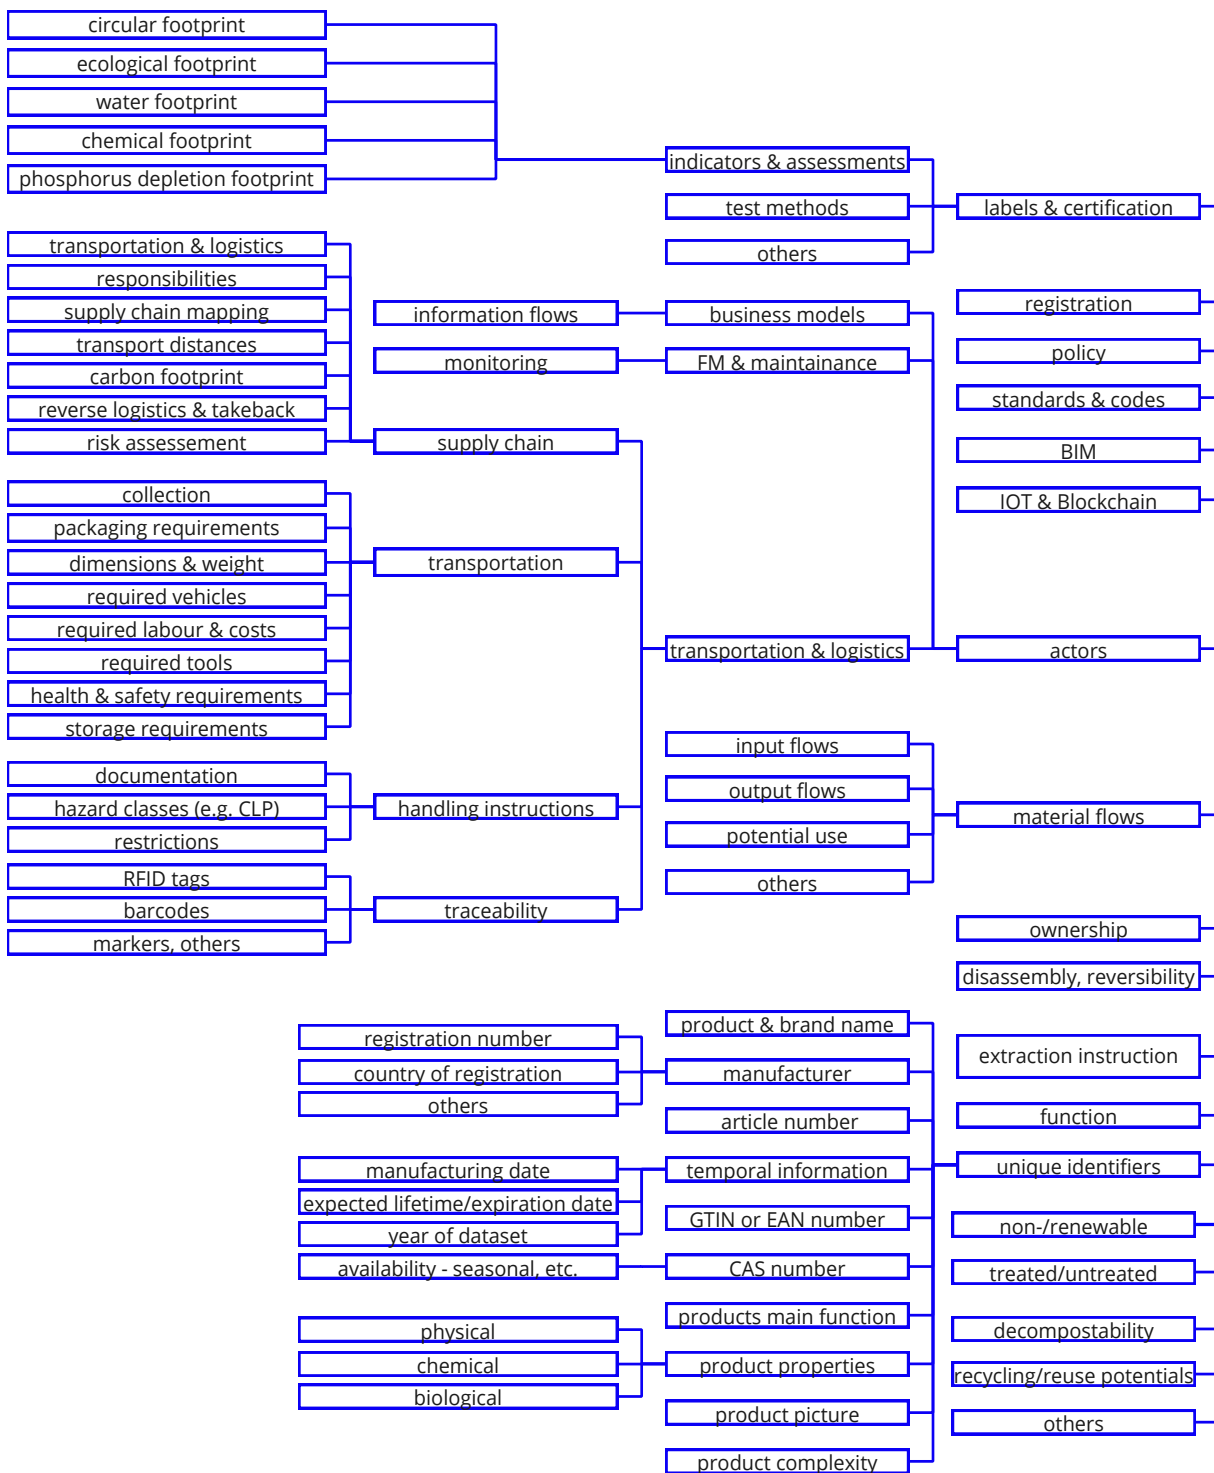 circular footprint
ecological footprint
water footprint
chemical footprint
phosphorus depletion footprint
indicators & assessments
test methods
others
labels & certification
transportation & logistics
responsibilities
supply chain mapping
transport distances
carbon footprint
reverse logistics & takeback
risk assessement
information flows
monitoring
supply chain
business models
FM & maintainance
registration
policy
standards & codes
BIM
IOT & Blockchain
collection
packaging requirements
dimensions & weight
required vehicles
required labour & costs
required tools
health & safety requirements
storage requirements
transportation
transportation & logistics
actors
documentation
hazard classes (e.g. CLP)
restrictions
handling instructions
RFID tags
barcodes
markers, others
traceability
input flows
output flows
potential use
others
material flows
ownership
disassembly, reversibility
extraction instruction
function
unique identifiers
non-/renewable
treated/untreated
decompostability
recycling/reuse potentials
others
product & brand name
manufacturer
article number
temporal information
GTIN or EAN number
CAS number
products main function
product properties
product picture
product complexity
registration number
country of registration
others
manufacturing date
expected lifetime/expiration date
year of dataset
availability - seasonal, etc.
physical
chemical
biological